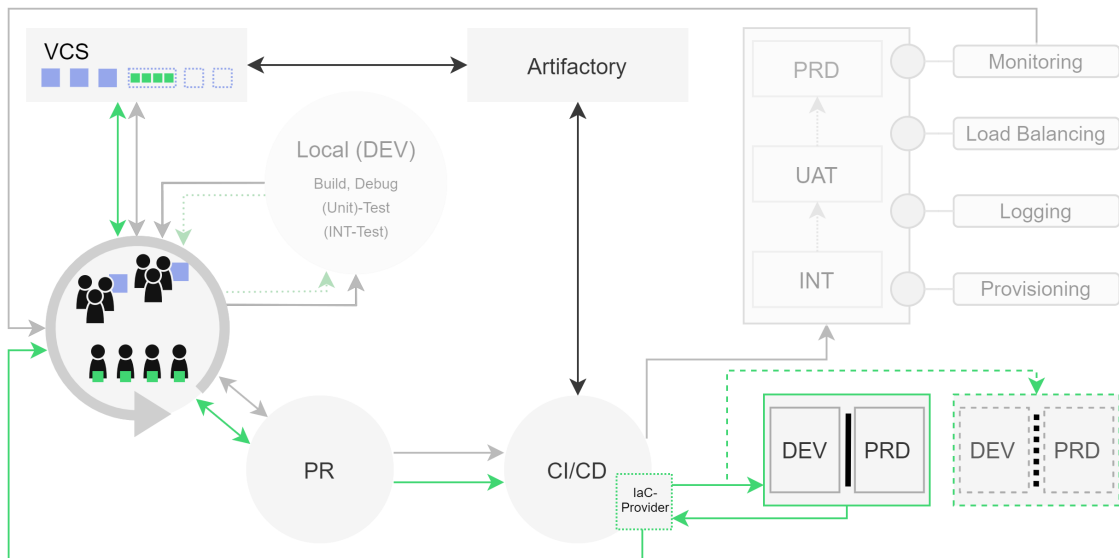 VCS
Artifactory
Local (DEV)
Build, Debug
(Unit)-Test
(INT-Test)
PRD
UAT
INT
Monitoring
Load Balancing
Logging
Provisioning
PR
CI/CD
IaC-
Provider
DEV
PRD
DEV
PRD